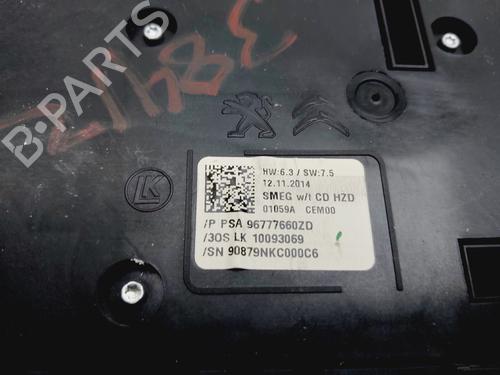 3847
B-PARTS
LK
HW:6.3 / SW:7.5
12.11.2014
SMEG w/t CD HZD
01059A CEM00
/P PSA 96777660ZD
/3OS LK 10093069
/SN 90879NKC000C6